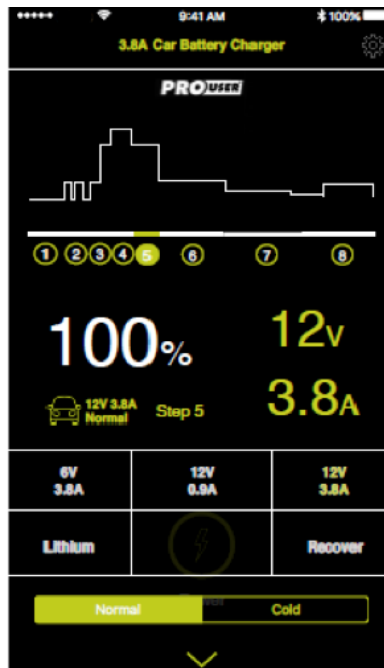 9:41 AM 100%
3.8A Car Battery Charger
PROUSER
1 2 3 4 5 6 7 8
100% 12V
3.8A
12V 3.8A
Normal
Step 5
6V 12V 12V
3.8A 0.9A 3.8A
Lithium Recover
Normal Cold